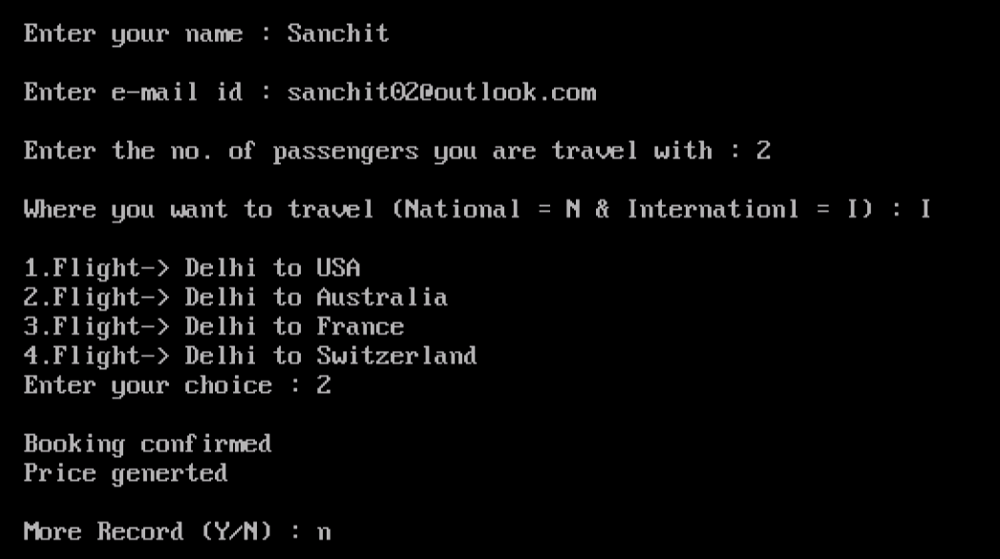 Enter your name : Sanchit
Enter e-mail id : sanchit02@outlook.com
Enter the no. of passengers you are travel with : 2
Where you want to travel (National = N & Internationl = I) : I
1.Flight-> Delhi to USA
2.Flight-> Delhi to Australia
3.Flight-> Delhi to France
4.Flight-> Delhi to Switzerland
Enter your choice : 2
Booking confirmed
Price generted
More Record (Y/N) : n